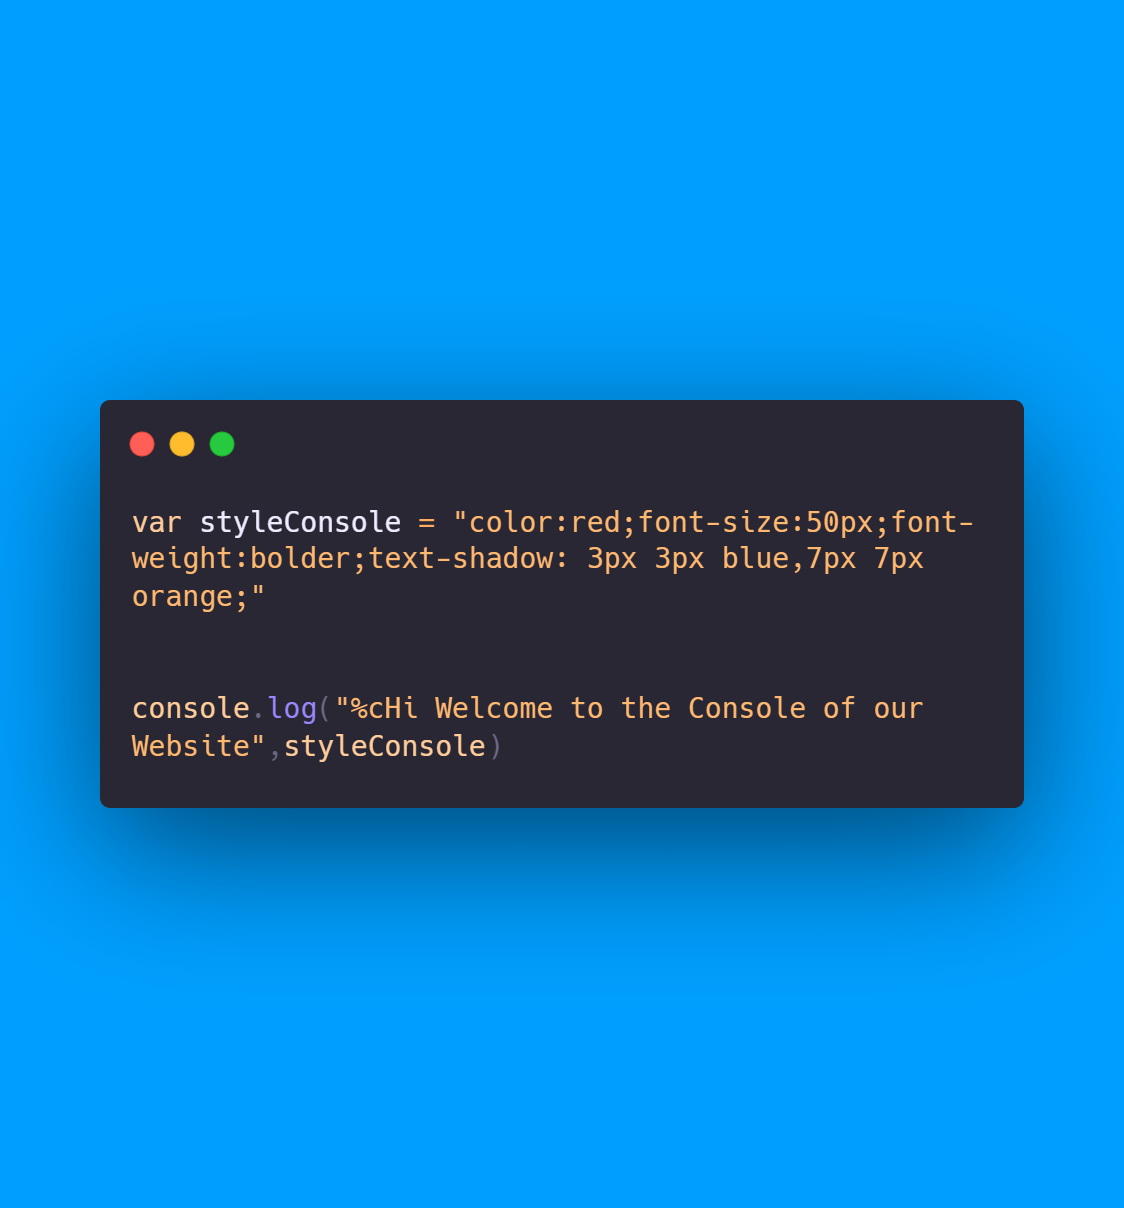 var styleConsole = "color:red;font-size:50px;font-
weight:bolder;text-shadow: 3px 3px blue,7px 7px
orange;"
console.log("%cHi Welcome to the Console of our
Website",styleConsole)